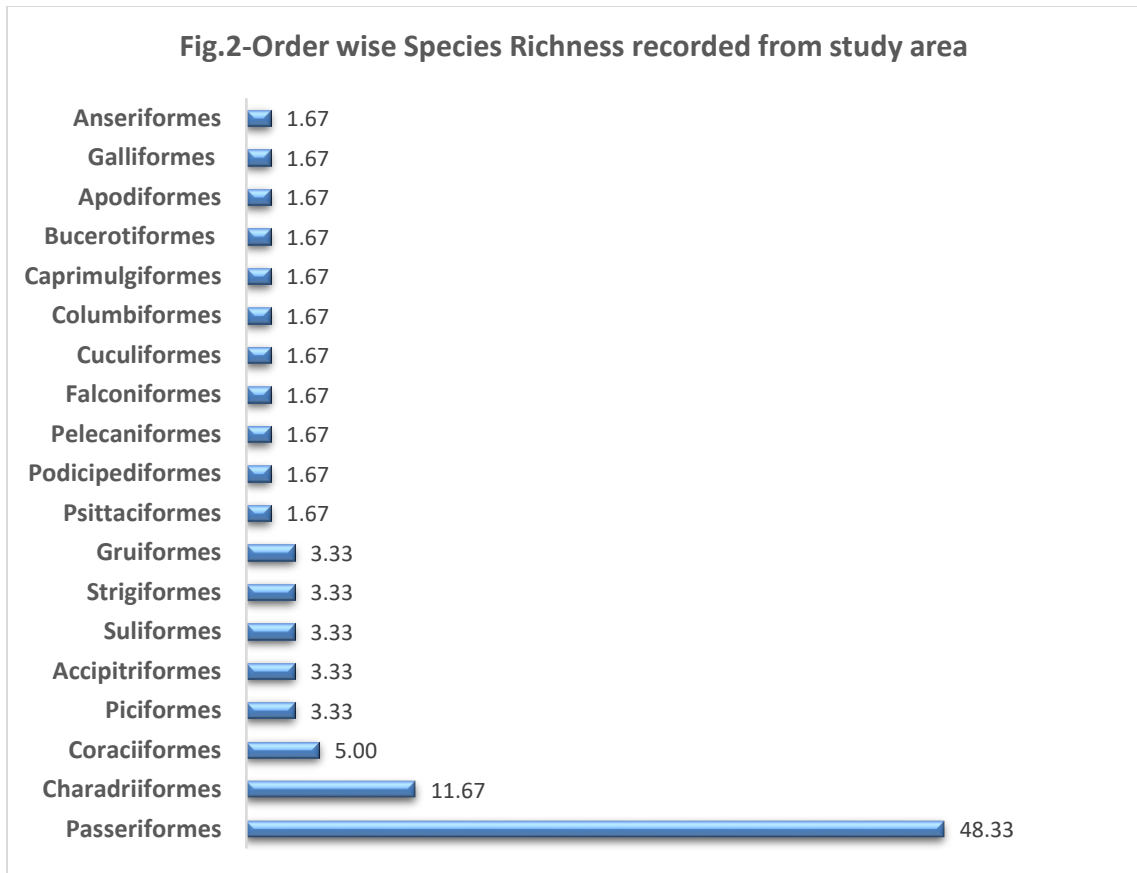 Fig.2-Order wise Species Richness recorded from study area
Anseriformes 1.67
Galliformes 1.67
Apodiformes 1.67
Bucerotiformes 1.67
Caprimulgiformes 1.67
Columbiformes 1.67
Cuculiformes 1.67
Falconiformes 1.67
Pelecaniformes 1.67
Podicipediformes 1.67
Psittaciformes 1.67
Gruiformes 3.33
Strigiformes 3.33
Suliformes 3.33
Accipitriformes 3.33
Piciformes 3.33
Coraciiformes 5.00
Charadriiformes 11.67
Passeriformes 48.33